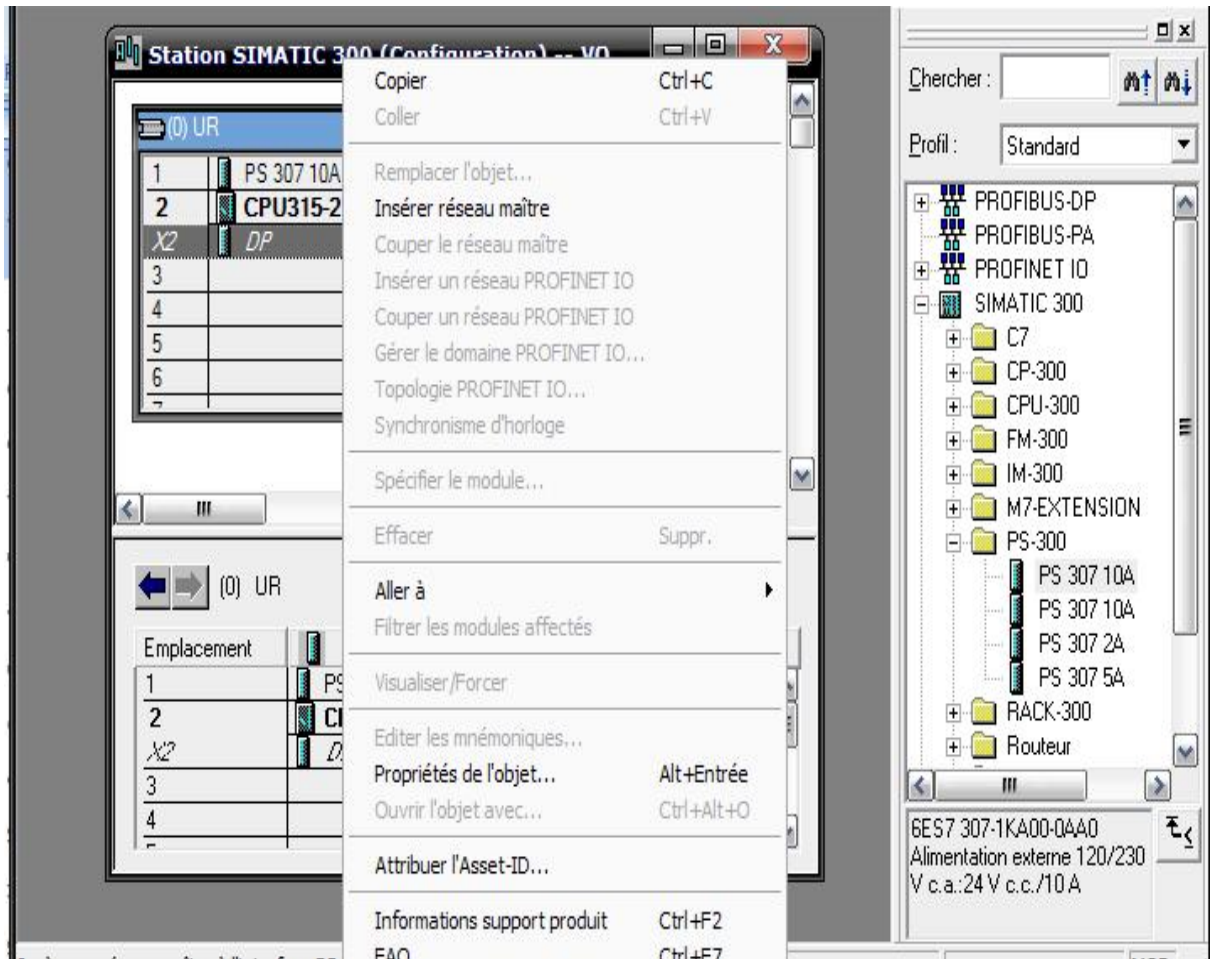 Station SIMATIC 300 (Configuration) -- VO
(0) UR
1 PS 307 10A
2 CPU315-2
X2 DP
3
4
5
6
7
(0) UR
Emplacement
1 PS
2
X2
3
4
5
Copier Ctrl+C
Coller Ctrl+V
Remplacer l'objet...
Insérer réseau maître
Couper le réseau maître
Insérer un réseau PROFINET IO
Couper un réseau PROFINET IO
Gérer le domaine PROFINET IO...
Topologie PROFINET IO...
Synchronisme d'horloge
Spécifier le module...
Effacer Suppr.
Aller à
Filtrer les modules affectés
Visualiser/Forcer
Editer les mnémoniques...
Propriétés de l'objet... Alt+Entrée
Ouvrir l'objet avec... Ctrl+Alt+O
Attribuer l'Asset-ID...
Informations support produit Ctrl+F2
FAQ Ctrl+F7
Chercher :
Profil : Standard
PROFIBUS-DP
PROFIBUS-PA
PROFINET IO
SIMATIC 300
C7
CP-300
CPU-300
FM-300
IM-300
M7-EXTENSION
PS-300
PS 307 10A
PS 307 10A
PS 307 2A
PS 307 5A
RACK-300
Routeur
6ES7 307-1KA00-0AA0
Alimentation externe 120/230
V c.a.:24 V c.c./10 A